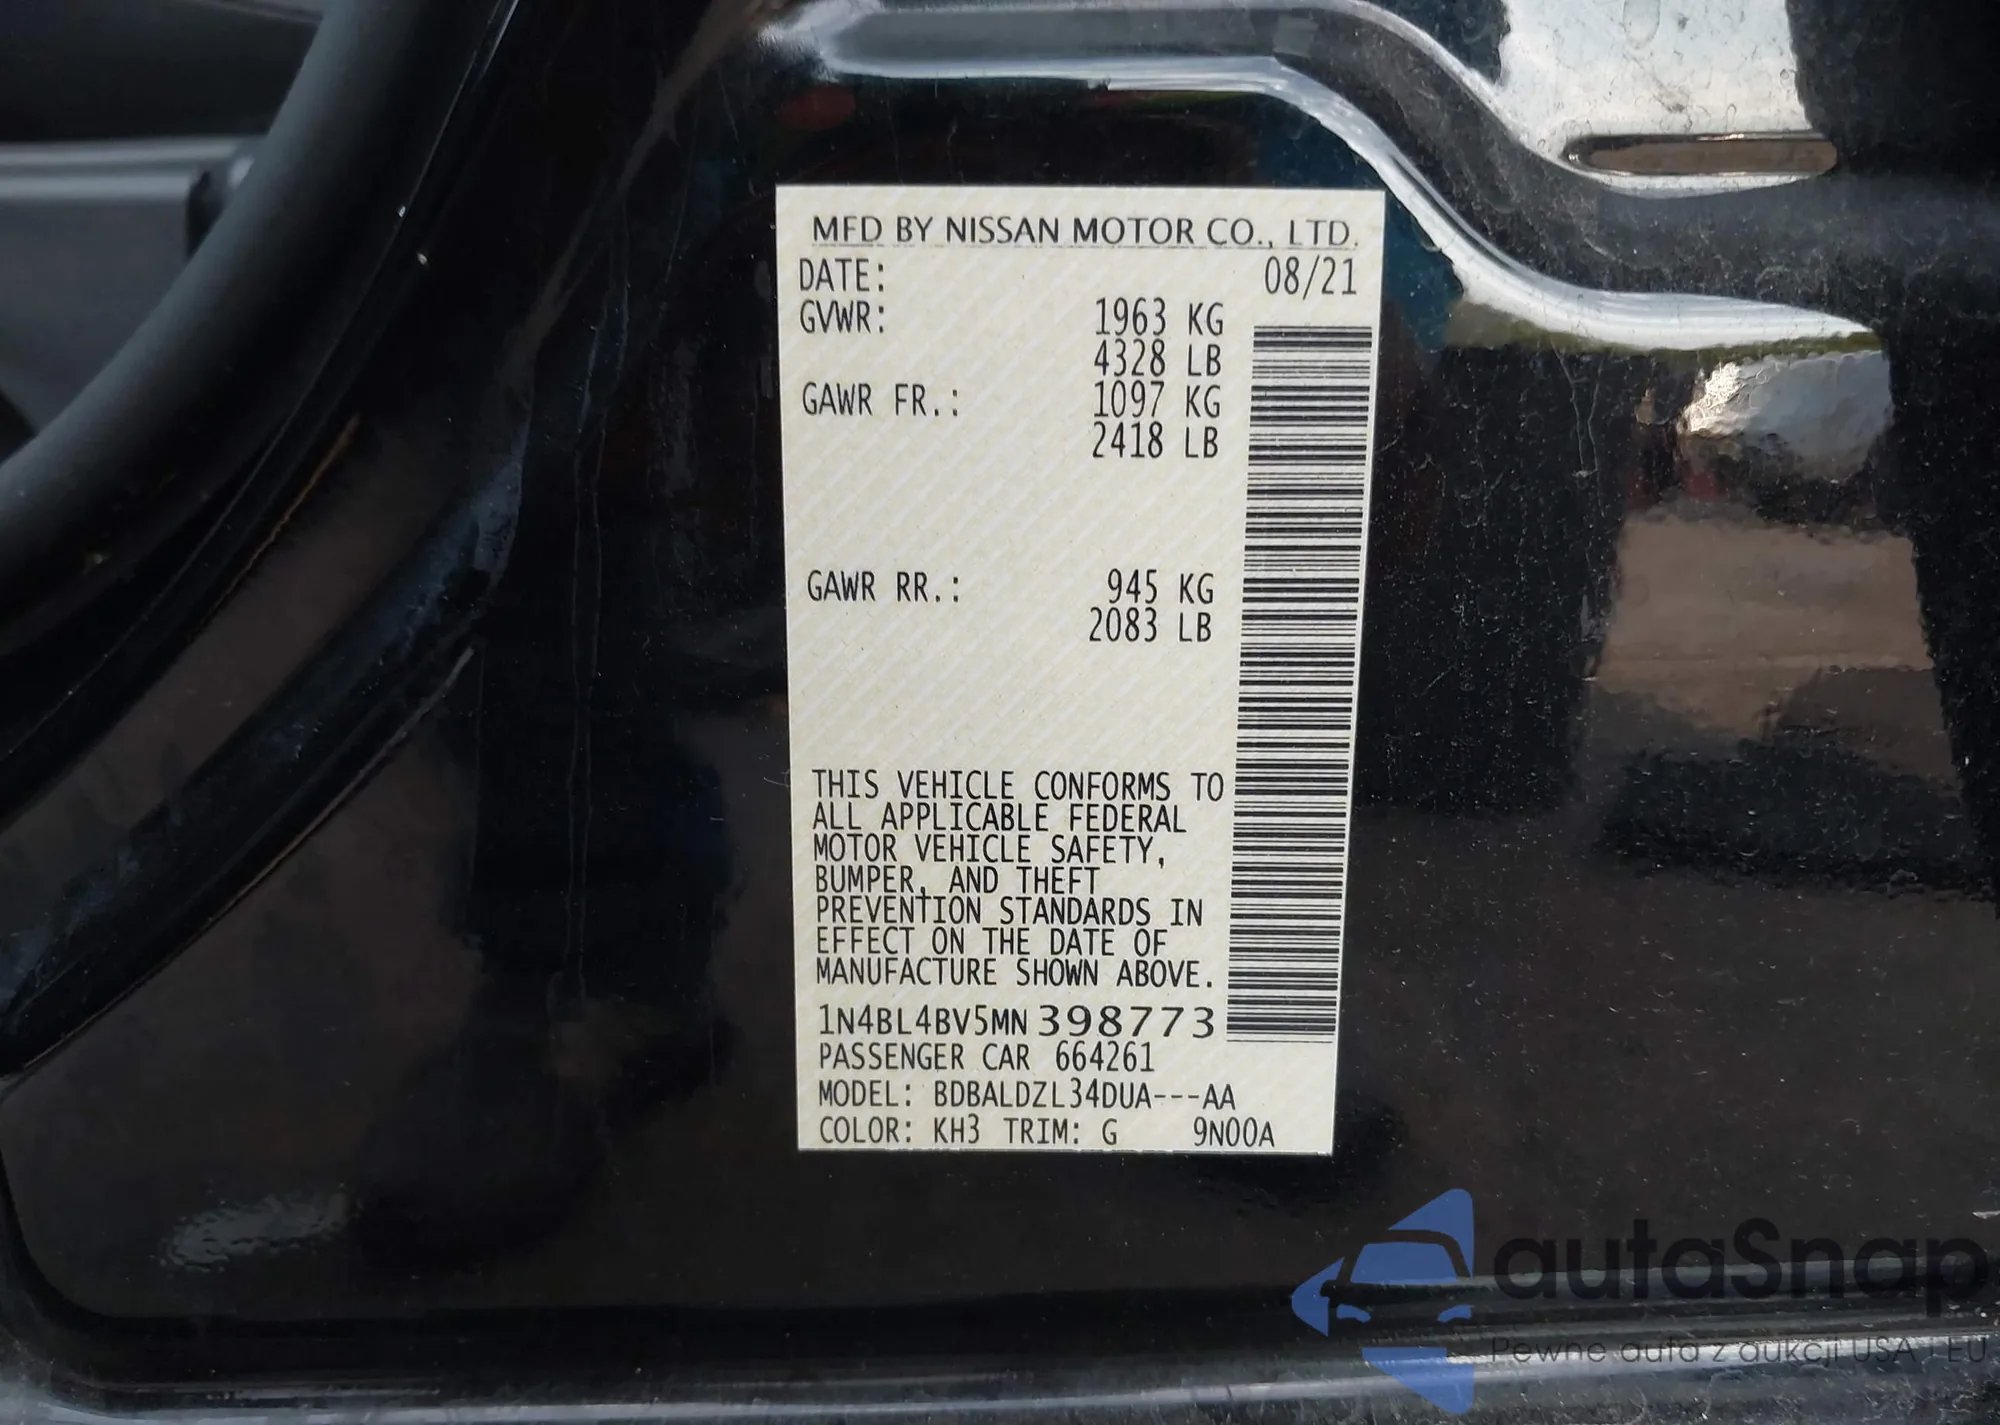 MFD BY NISSAN MOTOR CO., LTD.
DATE: 08/21
GVWR: 1963 KG
4328 LB
GAWR FR.: 1097 KG
2418 LB
GAWR RR.: 945 KG
2083 LB
THIS VEHICLE CONFORMS TO
ALL APPLICABLE FEDERAL
MOTOR VEHICLE SAFETY,
BUMPER, AND THEFT
PREVENTION STANDARDS IN
EFFECT ON THE DATE OF
MANUFACTURE SHOWN ABOVE.
1N4BL4BV5MN398773
PASSENGER CAR 664261
MODEL: BDBALDZL34DUA---AA
COLOR: KH3 TRIM: G 9N00A
autaSnap
Pewne auta z aukcji USA i EU